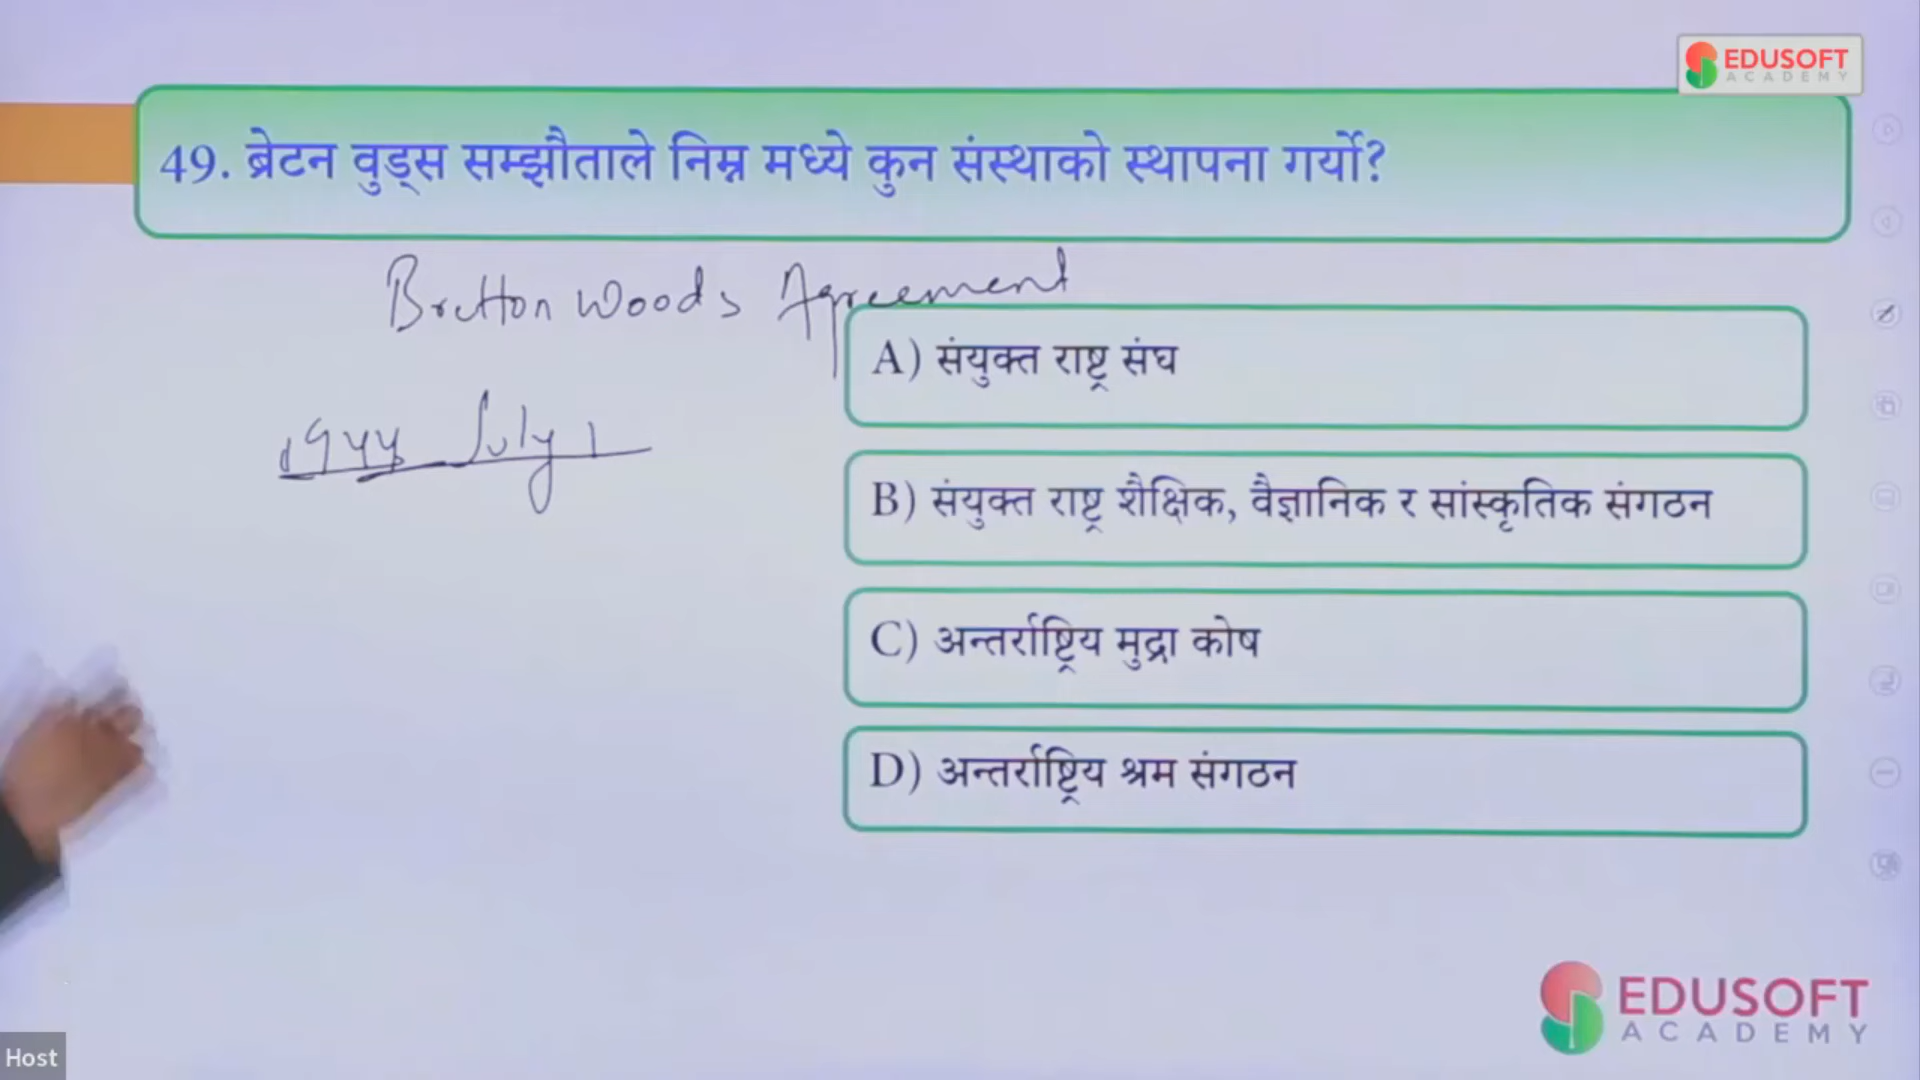 EDUSOFT
ACADEMY
49. ब्रेटन वुड्स सम्झौताले निम्न मध्ये कुन संस्थाको स्थापना गर्यो?
Bretton Woods Agreement
1944 July 1
A) संयुक्त राष्ट्र संघ
B) संयुक्त राष्ट्र शैक्षिक, वैज्ञानिक र सांस्कृतिक संगठन
C) अन्तर्राष्ट्रिय मुद्रा कोष
D) अन्तर्राष्ट्रिय श्रम संगठन
EDUSOFT
ACADEMY
Host